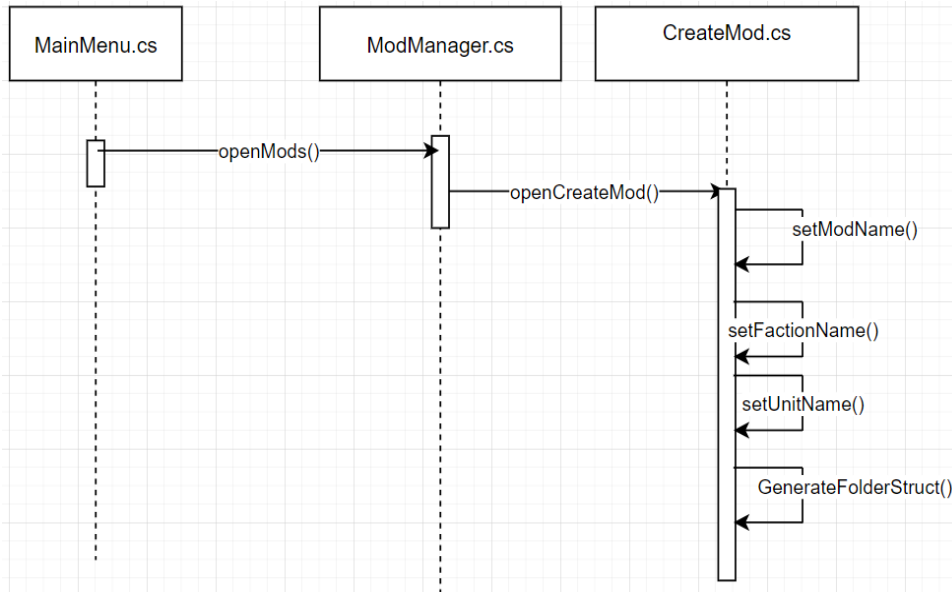 MainMenu.cs
ModManager.cs
CreateMod.cs
openMods()
openCreateMod()
setModName()
setFactionName()
setUnitName()
GenerateFolderStruct()